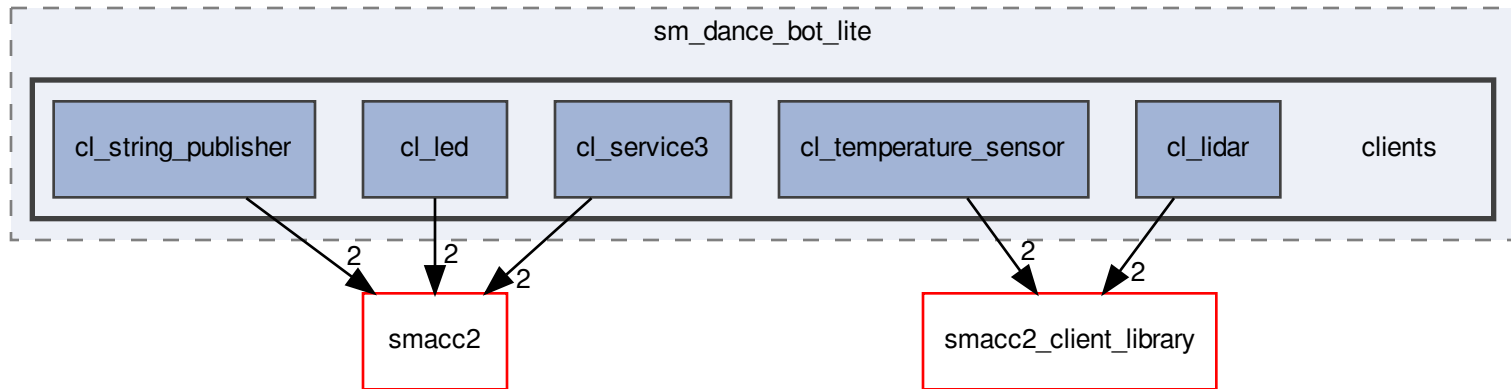 sm_dance_bot_lite
cl_string_publisher
cl_led
cl_service3
cl_temperature_sensor
cl_lidar
clients
2
2
2
2
2
smacc2
smacc2_client_library